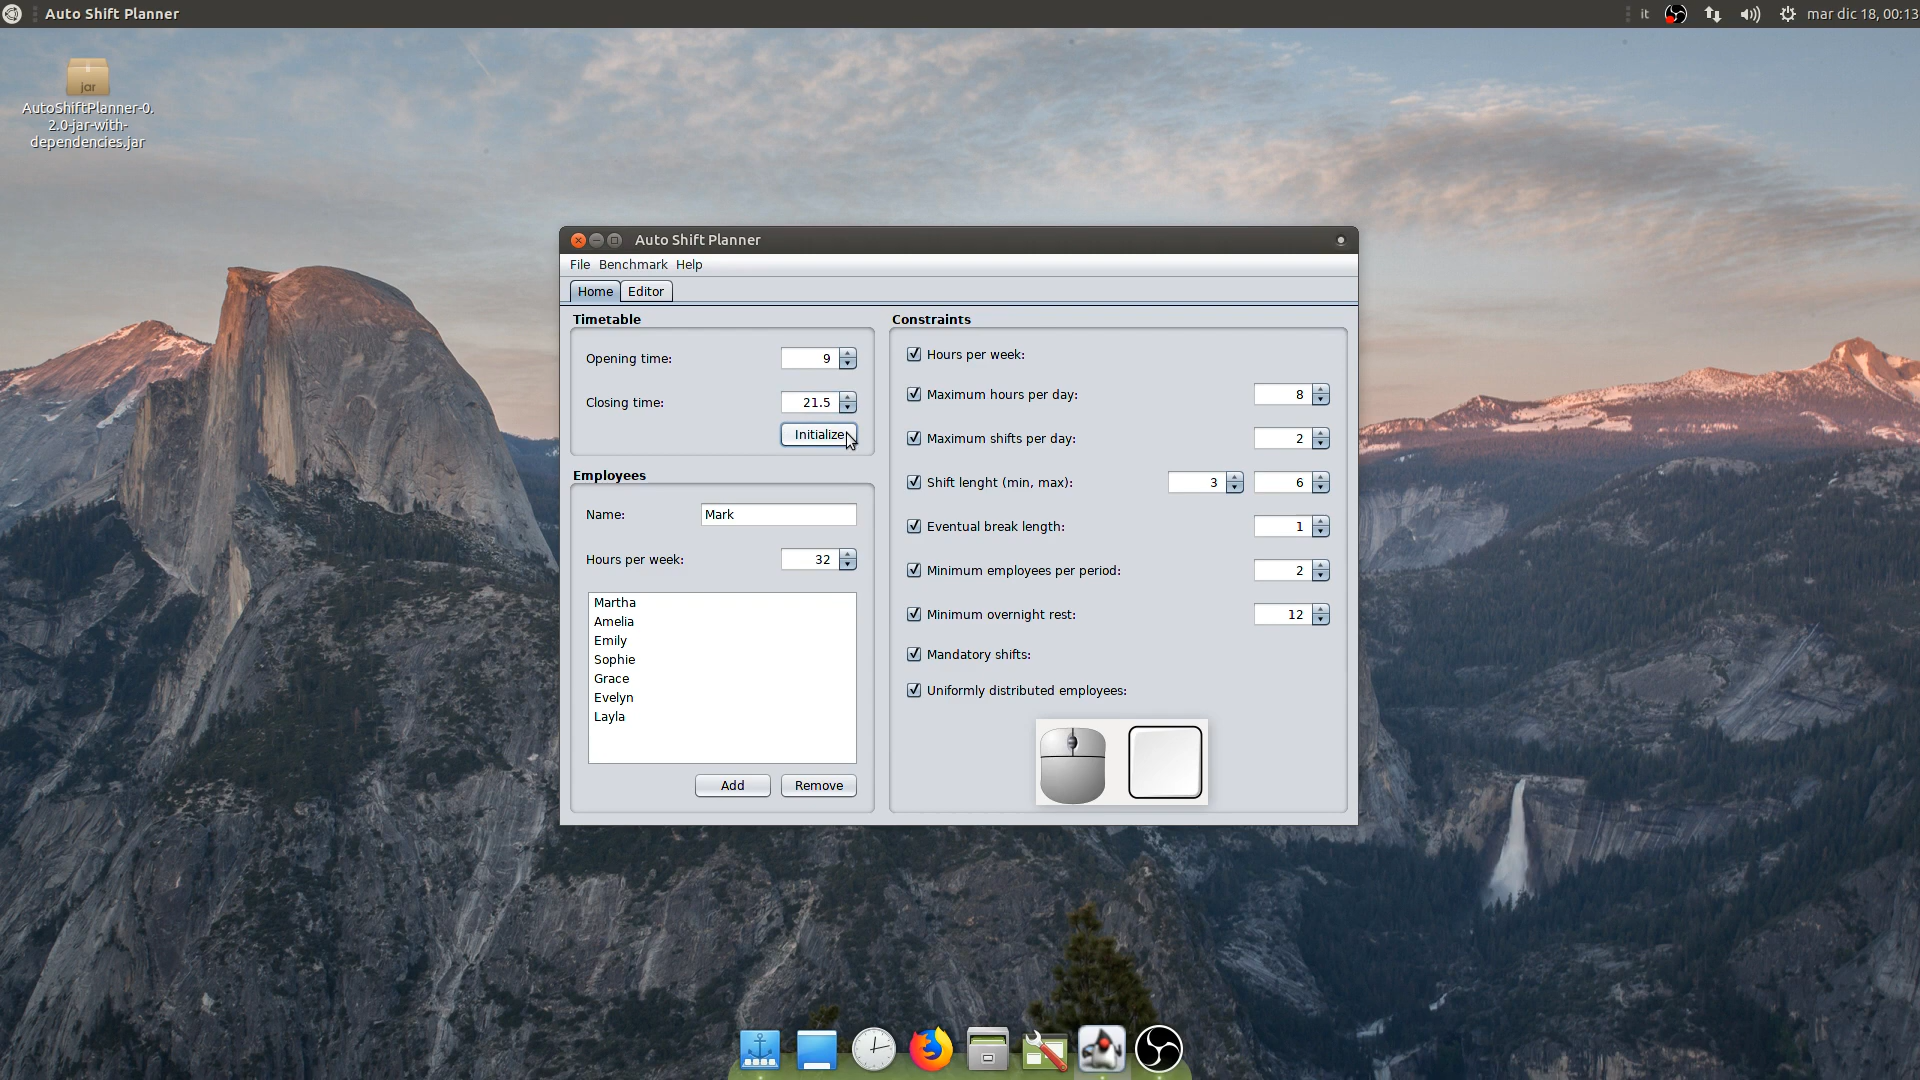 Auto Shift Planner
it
mar dic 18, 00:13
jar
AutoShiftPlanner-0.
2.0-jar-with-
dependencies.jar
Auto Shift Planner
File Benchmark Help
Home Editor
Timetable
Opening time: 9
Closing time: 21.5
Initialize
Employees
Name: Mark
Hours per week: 32
Martha
Amelia
Emily
Sophie
Grace
Evelyn
Layla
Add Remove
Constraints
Hours per week:
Maximum hours per day: 8
Maximum shifts per day: 2
Shift lenght (min, max): 3 6
Eventual break length: 1
Minimum employees per period: 2
Minimum overnight rest: 12
Mandatory shifts:
Uniformly distributed employees: